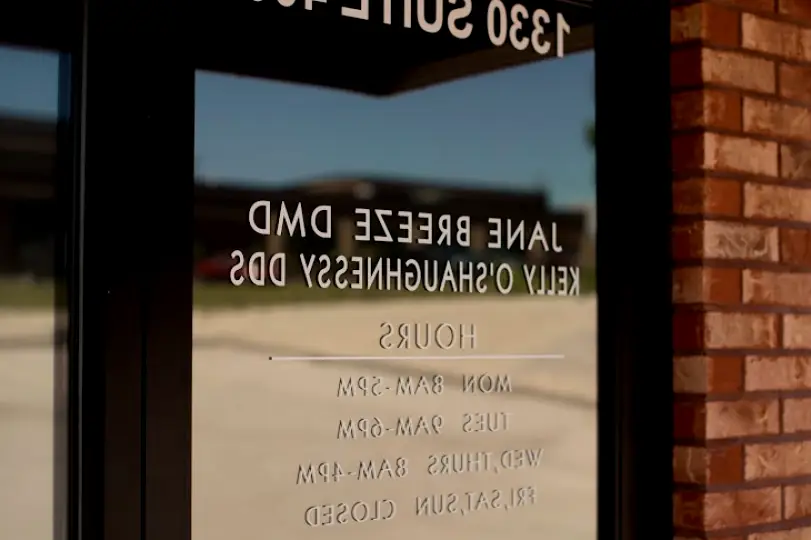 1330 SUITE
JANE BREEZE DMD
KELLY O'SHAUGHNESSY DDS
HOURS
MON 8AM-5PM
TUES 9AM-6PM
WED,THURS 8AM-4PM
FRI,SAT,SUN CLOSED